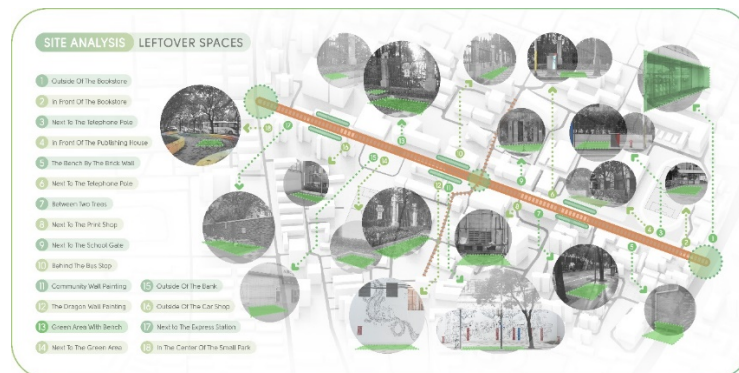 SITE ANALYSIS LEFTOVER SPACES
1 Outside Of The Bookstore
2 In Front Of The Bookstore
3 Next To The Telephone Pole
4 In Front Of The Publishing House
5 The Bench By The Brick Wall
6 Next To The Telephone Pole
7 Between Two Trees
8 Next To The Print Shop
9 Next To The School Gate
10 Behind The Bus Stop
11 Community Wall Painting
12 The Dragon Wall Painting
13 Green Area With Bench
14 Next To The Green Area
15 Outside Of The Bank
16 Outside Of The Car Shop
17 Next to The Express Station
18 In The Center Of The Small Park